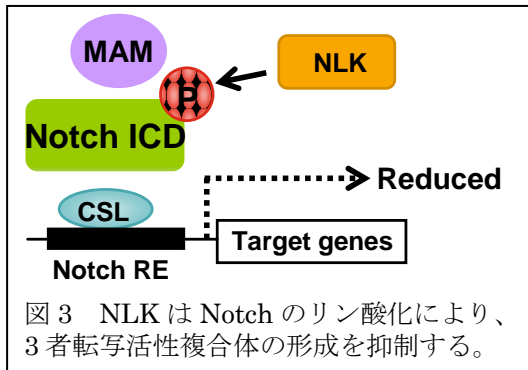 MAM
NLK
P
Notch ICD
Reduced
CSL
Target genes
Notch RE
図 3 NLK は Notch のリン酸化により、
3 者転写活性複合体の形成を抑制する。